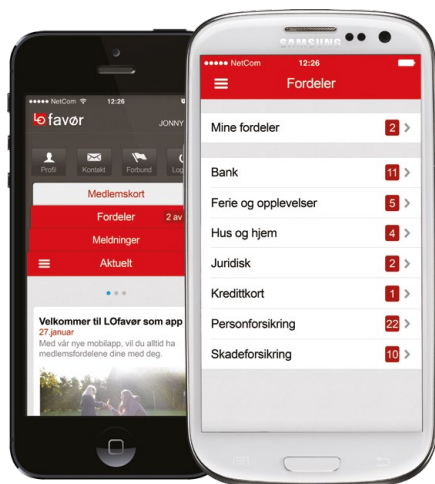 NetCom 12:26
LO favør
JONNY
Profil
Kontakt
Forbund
Medlemskort
Fordeler 2 av
Meldninger
Aktuelt
Velkommer til LOfavør som app
27.januar
Med vår nye mobilapp, vil du alltid ha
medlemsfordelene dine med deg.
SAMSUNG
NetCom 12:26
Fordeler
Mine fordeler 2
Bank 11
Ferie og opplevelser 5
Hus og hjem 4
Juridisk 2
Kredittkort 1
Personforsikring 22
Skadeforsikring 10